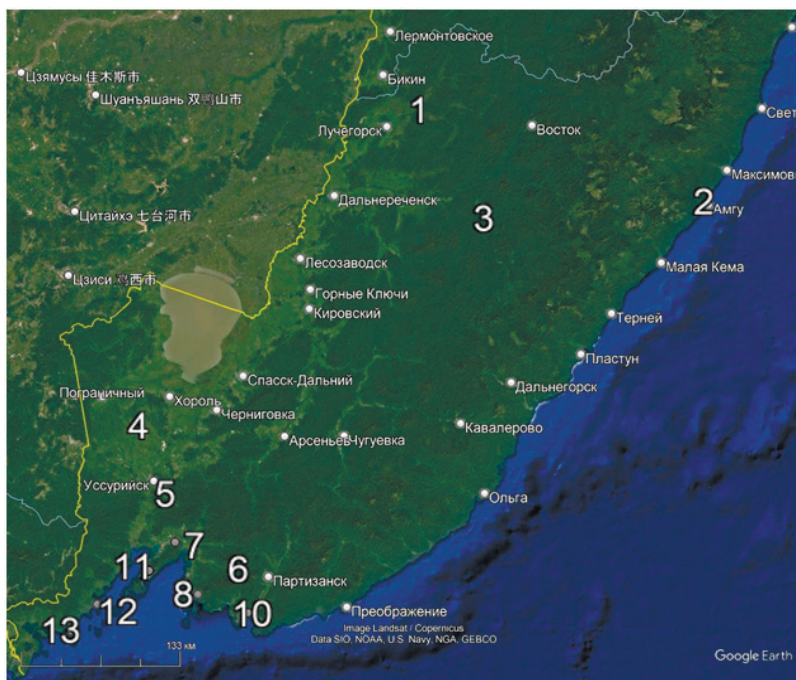 Лермонтовское
Цзямусы 佳木斯市
Бикин
Шуанъяшань 双鸭山市
1
Лучегорск
Восток
Свет
Максимовк
Дальнереченск
2
Амгу
Цитайхэ 七台河市
3
Лесозаводск
Малая Кема
Цзиси 鸡西市
Горные Ключи
Кировский
Терней
Пластун
Спасск-Дальний
Дальнегорск
Пограничный
Хороль
Черниговка
4
Кавалерово
Арсеньев
Чугуевка
Уссурийск
5
Ольга
7
11
6
Партизанск
8
12
10
Преображение
13
133 км
Image Landsat / Copernicus
Data SIO, NOAA, U.S. Navy, NGA, GEBCO
Google Earth